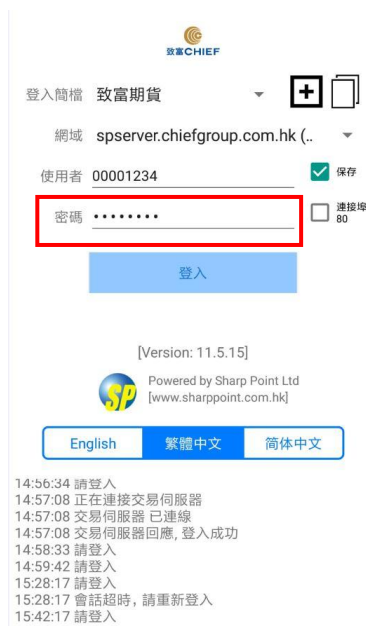 致富CHIEF
登入簡檔 致富期貨
網域 spserver.chiefgroup.com.hk (..
使用者 00001234 保存
密碼 •••••••• 連接埠
80
登入
[Version: 11.5.15]
SP Powered by Sharp Point Ltd
[www.sharppoint.com.hk]
English 繁體中文 简体中文
14:56:34 請登入
14:57:08 正在連接交易伺服器
14:57:08 交易伺服器 已連線
14:57:08 交易伺服器回應, 登入成功
14:58:33 請登入
14:59:42 請登入
15:28:17 請登入
15:28:17 會話超時，請重新登入
15:42:17 請登入